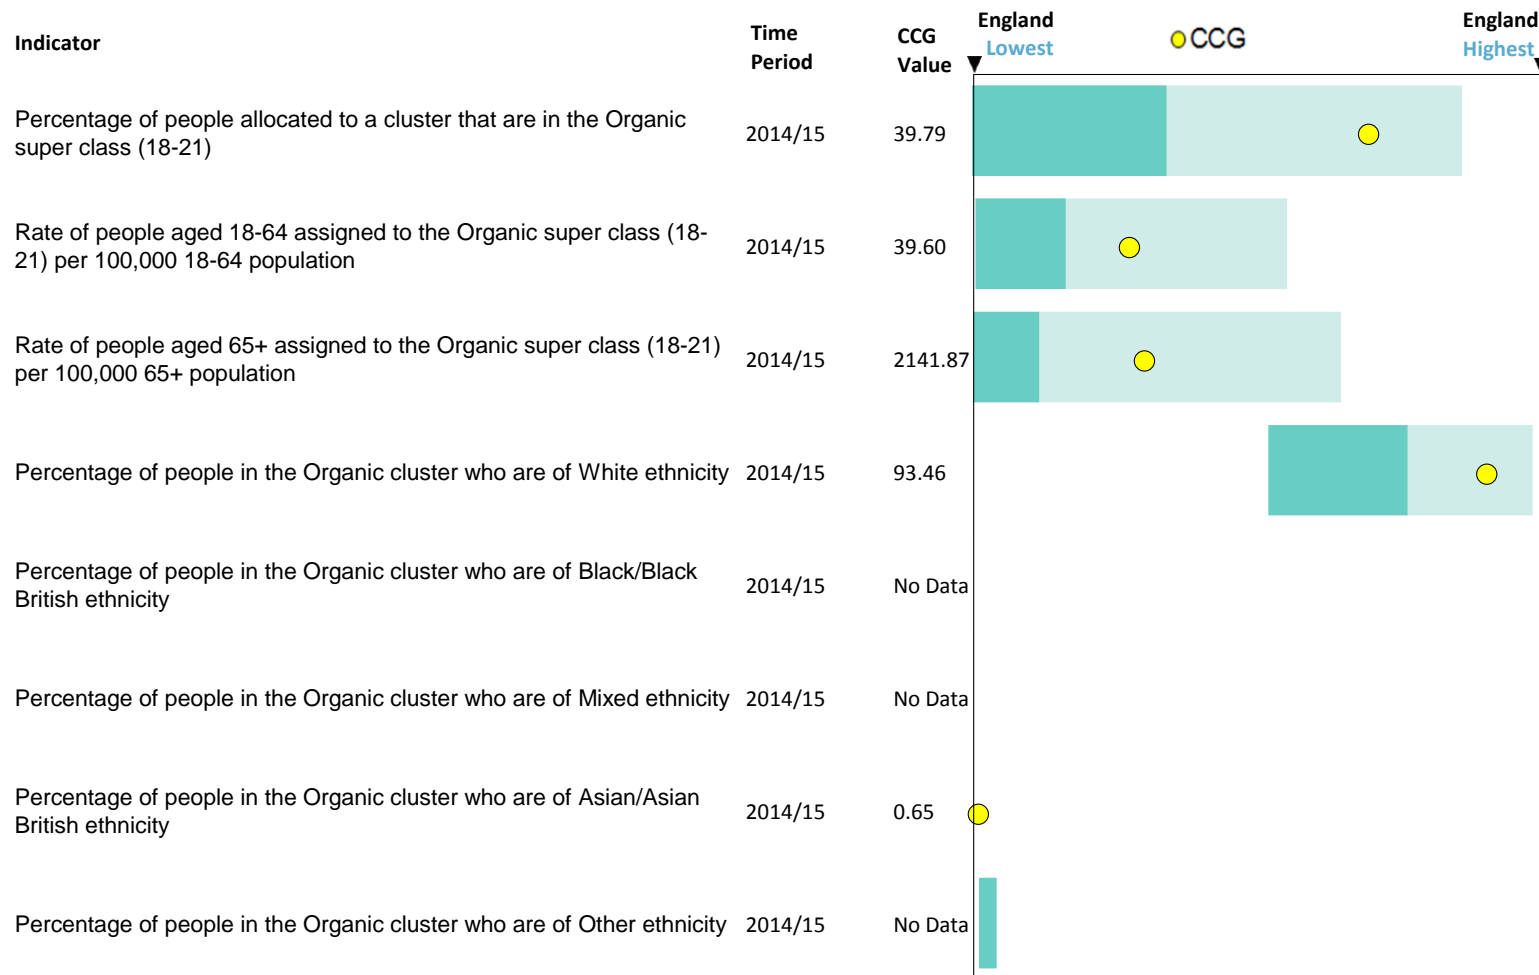 Indicator
Time
Period
CCG
Value
England
Lowest
CCG
England
Highest
Percentage of people allocated to a cluster that are in the Organic
super class (18-21)
2014/15
39.79
Rate of people aged 18-64 assigned to the Organic super class (18-
21) per 100,000 18-64 population
2014/15
39.60
Rate of people aged 65+ assigned to the Organic super class (18-21)
per 100,000 65+ population
2014/15
2141.87
Percentage of people in the Organic cluster who are of White ethnicity
2014/15
93.46
Percentage of people in the Organic cluster who are of Black/Black
British ethnicity
2014/15
No Data
Percentage of people in the Organic cluster who are of Mixed ethnicity
2014/15
No Data
Percentage of people in the Organic cluster who are of Asian/Asian
British ethnicity
2014/15
0.65
Percentage of people in the Organic cluster who are of Other ethnicity
2014/15
No Data